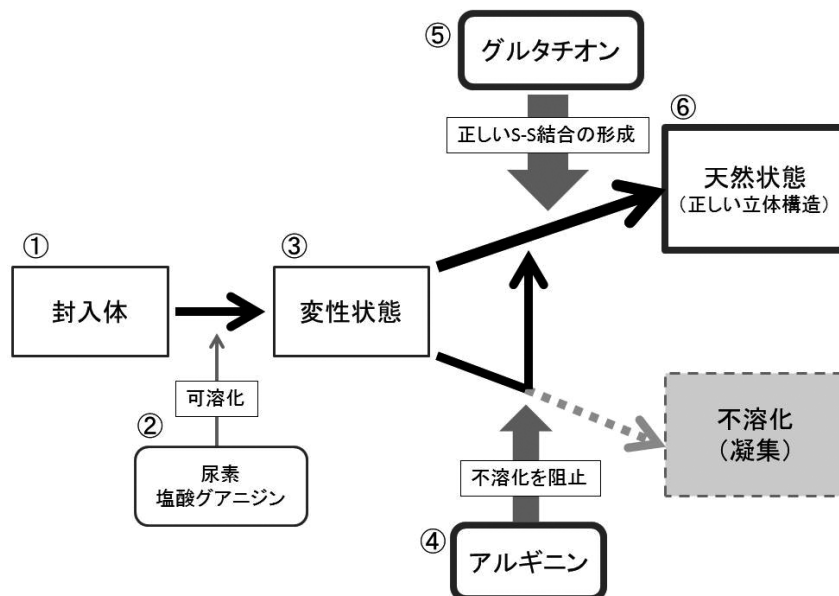 ⑤
グルタチオン
正しいS-S結合の形成
⑥
天然状態
(正しい立体構造)
①
封入体
③
変性状態
可溶化
②
尿素
塩酸グアニジン
不溶化
(凝集)
不溶化を阻止
④
アルギニン